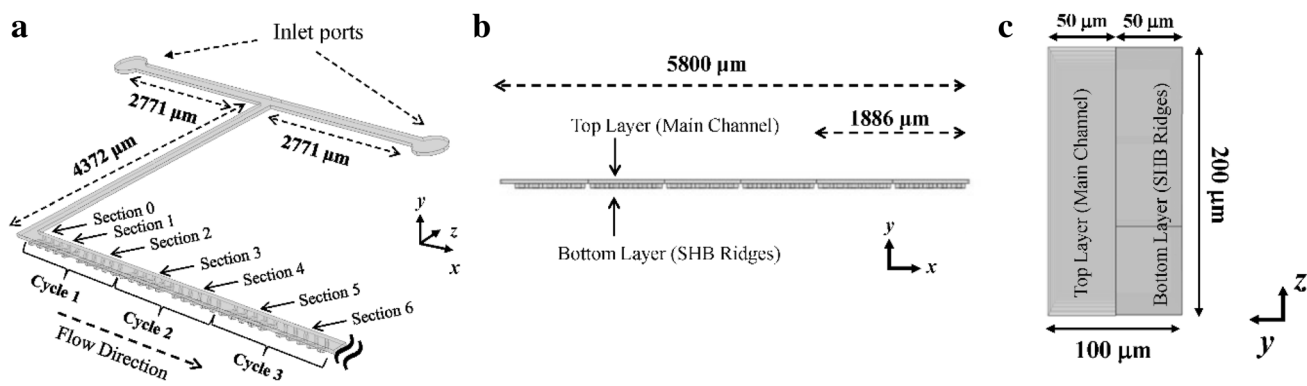 a
Inlet ports
2771 µm
2771 µm
4372 µm
Section 0
Section 1
Section 2
Section 3
Section 4
Section 5
Section 6
Cycle 1
Cycle 2
Cycle 3
Flow Direction
y
z
x
b
5800 µm
1886 µm
Top Layer (Main Channel)
Bottom Layer (SHB Ridges)
y
x
c
50 µm
50 µm
Top Layer (Main Channel)
Bottom Layer (SHB Ridges)
200 µm
100 µm
z
y